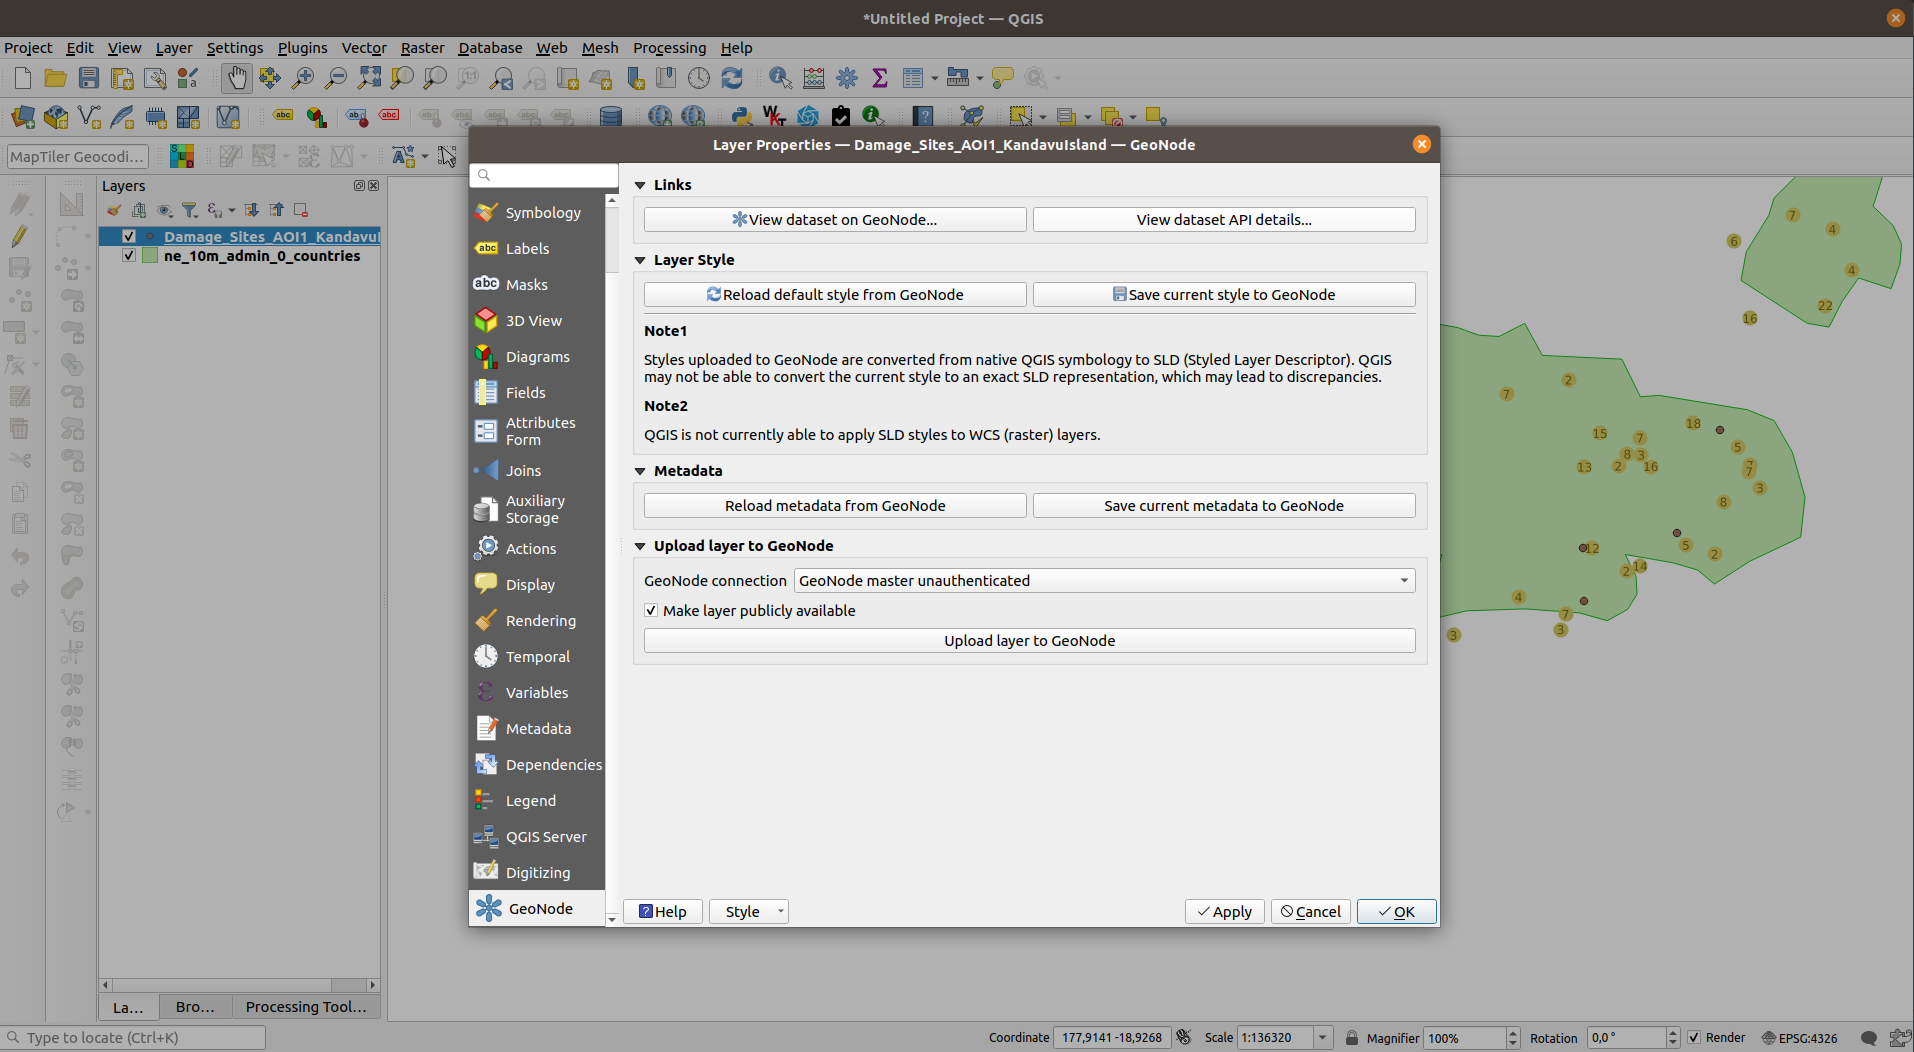 *Untitled Project — QGIS
Project Edit View Layer Settings Plugins Vector Raster Database Web Mesh Processing Help
MapTiler Geocodi...
Layers
Damage_Sites_AOI1_Kandavul
ne_10m_admin_0_countries
Layer Properties — Damage_Sites_AOI1_KandavuIsland — GeoNode
Symbology
Labels
Masks
3D View
Diagrams
Fields
Attributes
Form
Joins
Auxiliary
Storage
Actions
Display
Rendering
Temporal
Variables
Metadata
Dependencies
Legend
QGIS Server
Digitizing
GeoNode
Links
View dataset on GeoNode... View dataset API details...
Layer Style
Reload default style from GeoNode Save current style to GeoNode
Note1
Styles uploaded to GeoNode are converted from native QGIS symbology to SLD (Styled Layer Descriptor). QGIS
may not be able to convert the current style to an exact SLD representation, which may lead to discrepancies.
Note2
QGIS is not currently able to apply SLD styles to WCS (raster) layers.
Metadata
Reload metadata from GeoNode Save current metadata to GeoNode
Upload layer to GeoNode
GeoNode connection GeoNode master unauthenticated
Make layer publicly available
Upload layer to GeoNode
Help Style Apply Cancel OK
7
4
6
4
22
16
2
7
18
15
7
5
8 3
13 2 16
7
7
3
8
12
5
2
2 14
4
7
3
3
La... Bro... Processing Tool...
Type to locate (Ctrl+K) Coordinate 177,9141 -18,9268 Scale 1:136320 Magnifier 100% Rotation 0,0 ° Render EPSG:4326